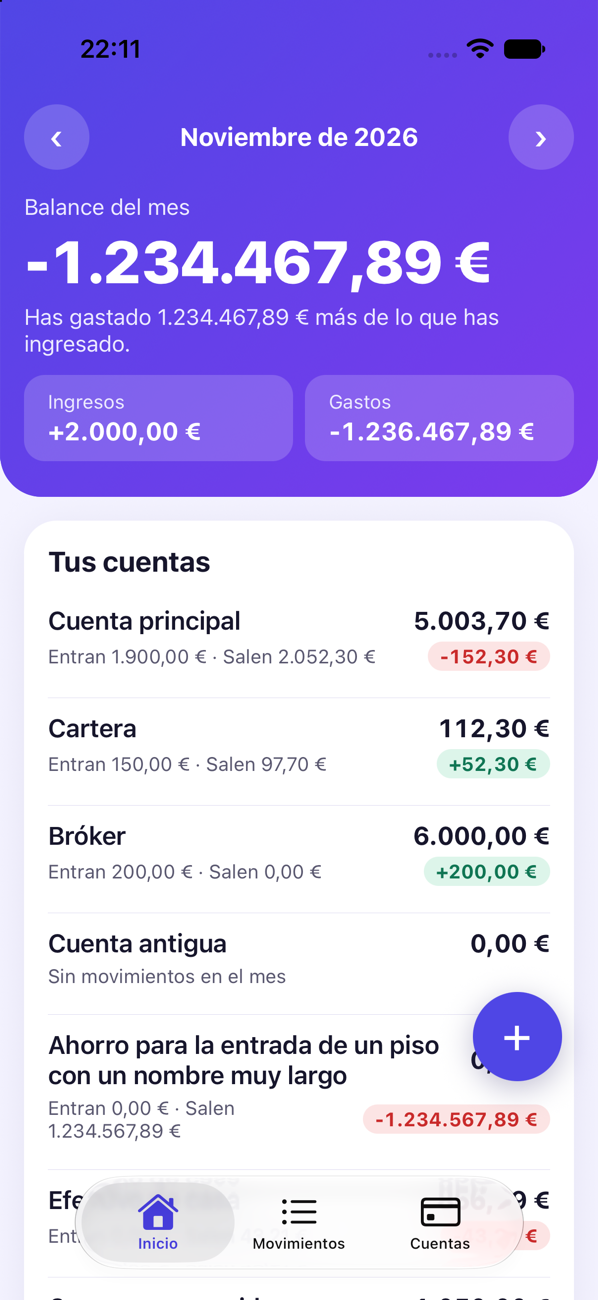 22:11
‹ Noviembre de 2026 ›
Balance del mes
-1.234.467,89 €
Has gastado 1.234.467,89 € más de lo que has
ingresado.
Ingresos
+2.000,00 €
Gastos
-1.236.467,89 €
Tus cuentas
Cuenta principal 5.003,70 €
Entran 1.900,00 € · Salen 2.052,30 € -152,30 €
Cartera 112,30 €
Entran 150,00 € · Salen 97,70 € +52,30 €
Bróker 6.000,00 €
Entran 200,00 € · Salen 0,00 € +200,00 €
Cuenta antigua 0,00 €
Sin movimientos en el mes
+
Ahorro para la entrada de un piso
con un nombre muy largo
Entran 0,00 € · Salen
1.234.567,89 €
-1.234.567,89 €
Inicio
Movimientos
Cuentas